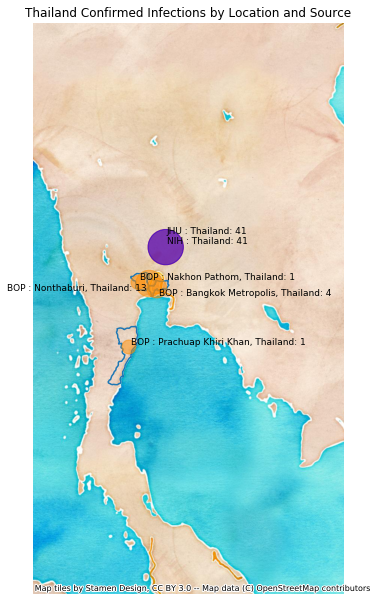 Thailand Confirmed Infections by Location and Source
JHU : Thailand: 41
NIH : Thailand: 41
BOP : Nakhon Pathom, Thailand: 1
BOP : Nonthaburi, Thailand: 13
BOP : Bangkok Metropolis, Thailand: 4
BOP : Prachuap Khiri Khan, Thailand: 1
Map tiles by Stamen Design, CC BY 3.0 -- Map data (C) OpenStreetMap contributors